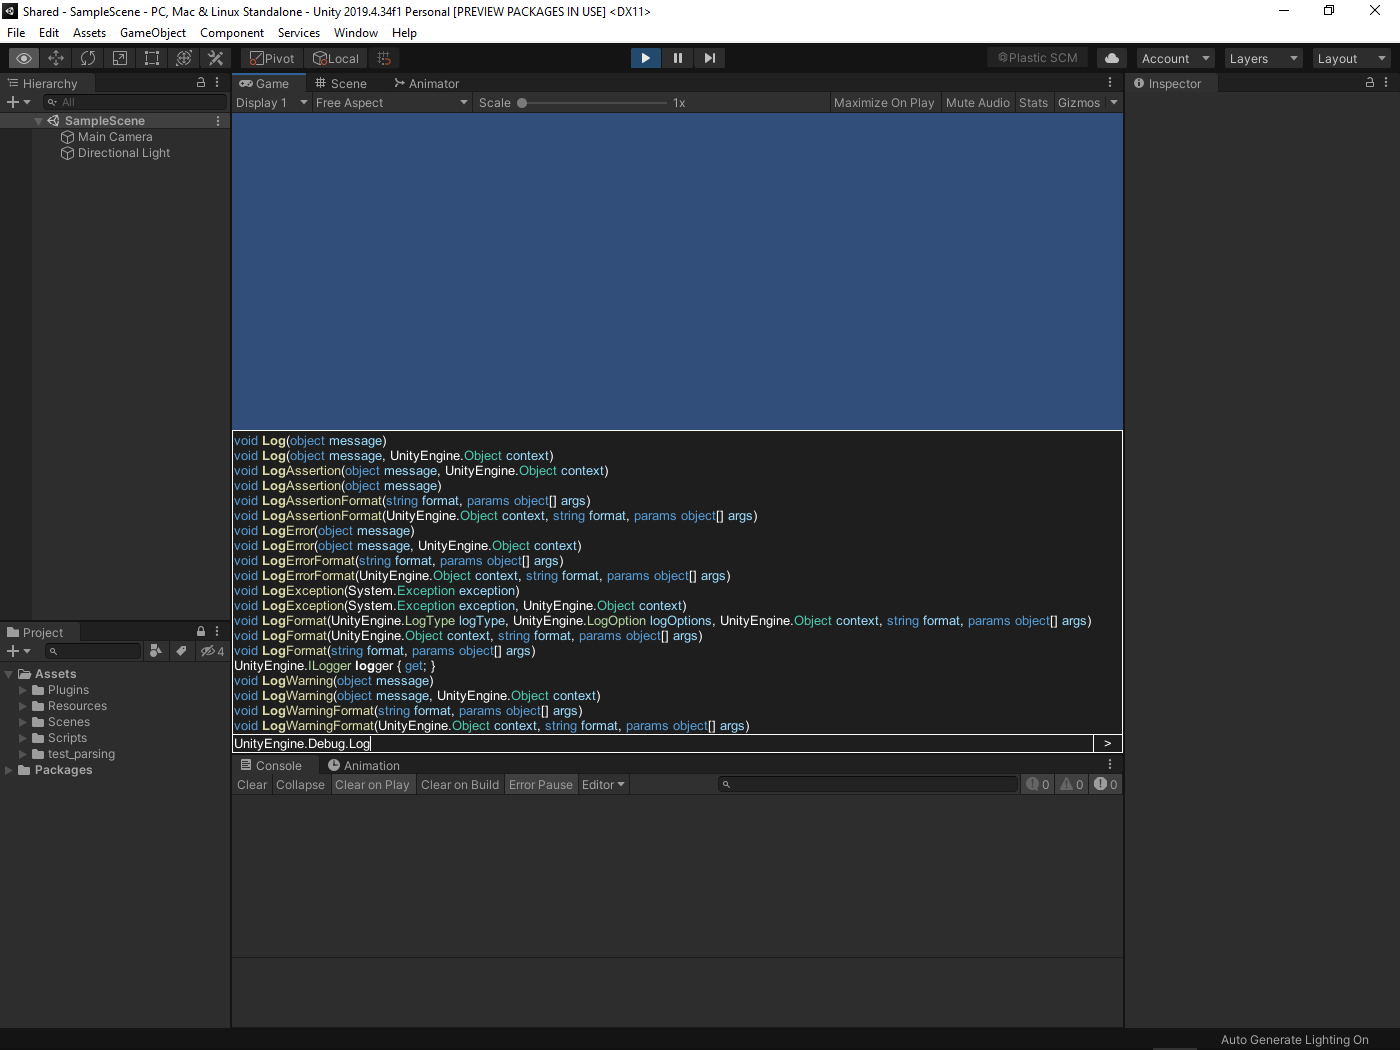 Shared - SampleScene - PC, Mac & Linux Standalone - Unity 2019.4.34f1 Personal [PREVIEW PACKAGES IN USE] <DX11>
File Edit Assets GameObject Component Services Window Help
Pivot Local Plastic SCM Account Layers Layout
Hierarchy Game Scene Animator Inspector
All Display 1 Free Aspect Scale 1x Maximize On Play Mute Audio Stats Gizmos
SampleScene
Main Camera
Directional Light
void Log(object message)
void Log(object message, UnityEngine.Object context)
void LogAssertion(object message, UnityEngine.Object context)
void LogAssertion(object message)
void LogAssertionFormat(string format, params object[] args)
void LogAssertionFormat(UnityEngine.Object context, string format, params object[] args)
void LogError(object message)
void LogError(object message, UnityEngine.Object context)
void LogErrorFormat(string format, params object[] args)
void LogErrorFormat(UnityEngine.Object context, string format, params object[] args)
void LogException(System.Exception exception)
void LogException(System.Exception exception, UnityEngine.Object context)
void LogFormat(UnityEngine.LogType logType, UnityEngine.LogOption logOptions, UnityEngine.Object context, string format, params object[] args)
void LogFormat(UnityEngine.Object context, string format, params object[] args)
void LogFormat(string format, params object[] args)
UnityEngine.ILogger logger { get; }
void LogWarning(object message)
void LogWarning(object message, UnityEngine.Object context)
void LogWarningFormat(string format, params object[] args)
void LogWarningFormat(UnityEngine.Object context, string format, params object[] args)
UnityEngine.Debug.Log >
Project
4
Assets
Plugins
Resources
Scenes
Scripts
test_parsing
Packages
Console Animation
Clear Collapse Clear on Play Clear on Build Error Pause Editor 0 0 0
Auto Generate Lighting On